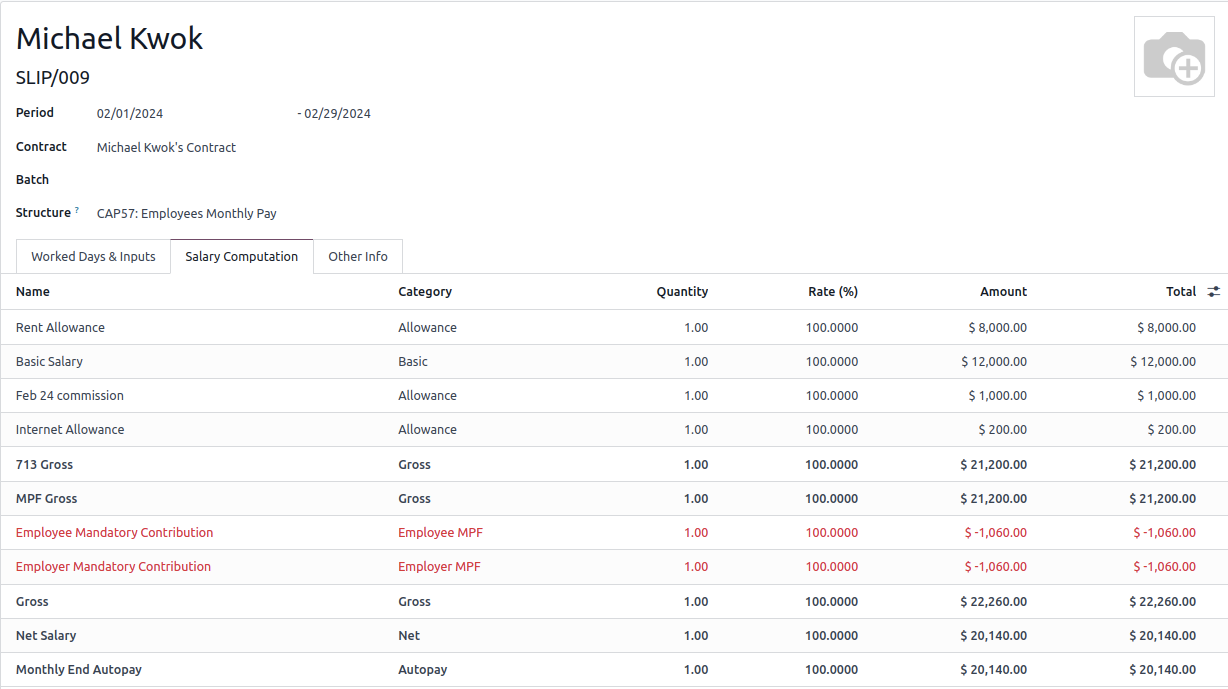 Michael Kwok
SLIP/009
Period 02/01/2024 - 02/29/2024
Contract Michael Kwok's Contract
Batch
Structure ? CAP57: Employees Monthly Pay
Worked Days & Inputs Salary Computation Other Info
Name Category Quantity Rate (%) Amount Total
Rent Allowance Allowance 1.00 100.0000 $ 8,000.00 $ 8,000.00
Basic Salary Basic 1.00 100.0000 $ 12,000.00 $ 12,000.00
Feb 24 commission Allowance 1.00 100.0000 $ 1,000.00 $ 1,000.00
Internet Allowance Allowance 1.00 100.0000 $ 200.00 $ 200.00
713 Gross Gross 1.00 100.0000 $ 21,200.00 $ 21,200.00
MPF Gross Gross 1.00 100.0000 $ 21,200.00 $ 21,200.00
Employee Mandatory Contribution Employee MPF 1.00 100.0000 $ -1,060.00 $ -1,060.00
Employer Mandatory Contribution Employer MPF 1.00 100.0000 $ -1,060.00 $ -1,060.00
Gross Gross 1.00 100.0000 $ 22,260.00 $ 22,260.00
Net Salary Net 1.00 100.0000 $ 20,140.00 $ 20,140.00
Monthly End Autopay Autopay 1.00 100.0000 $ 20,140.00 $ 20,140.00